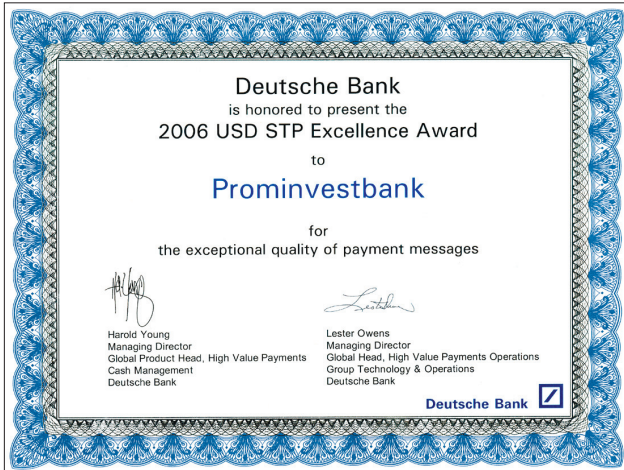 Deutsche Bank
is honored to present the
2006 USD STP Excellence Award
to
Prominvestbank
for
the exceptional quality of payment messages
Harold Young
Managing Director
Global Product Head, High Value Payments
Cash Management
Deutsche Bank
Lester Owens
Managing Director
Global Head, High Value Payments Operations
Group Technology & Operations
Deutsche Bank
Deutsche Bank